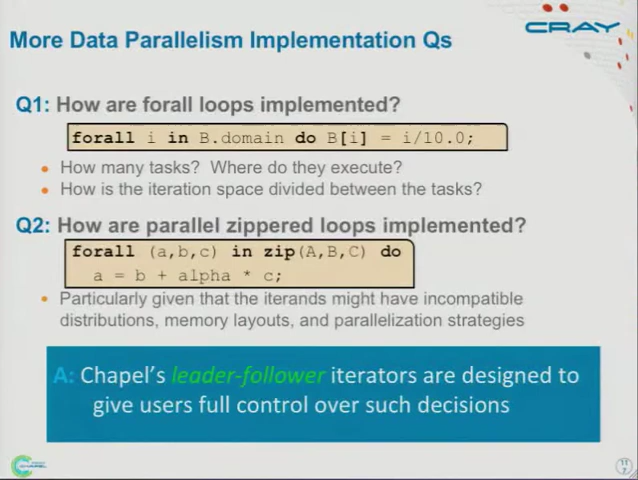 CRAY
More Data Parallelism Implementation Qs
Q1: How are forall loops implemented?
forall i in B.domain do B[i] = i/10.0;
• How many tasks? Where do they execute?
• How is the iteration space divided between the tasks?
Q2: How are parallel zippered loops implemented?
forall (a,b,c) in zip(A,B,C) do
a = b + alpha * c;
• Particularly given that the iterands might have incompatible
distributions, memory layouts, and parallelization strategies
A: Chapel's leader-follower iterators are designed to
give users full control over such decisions
CHAPEL